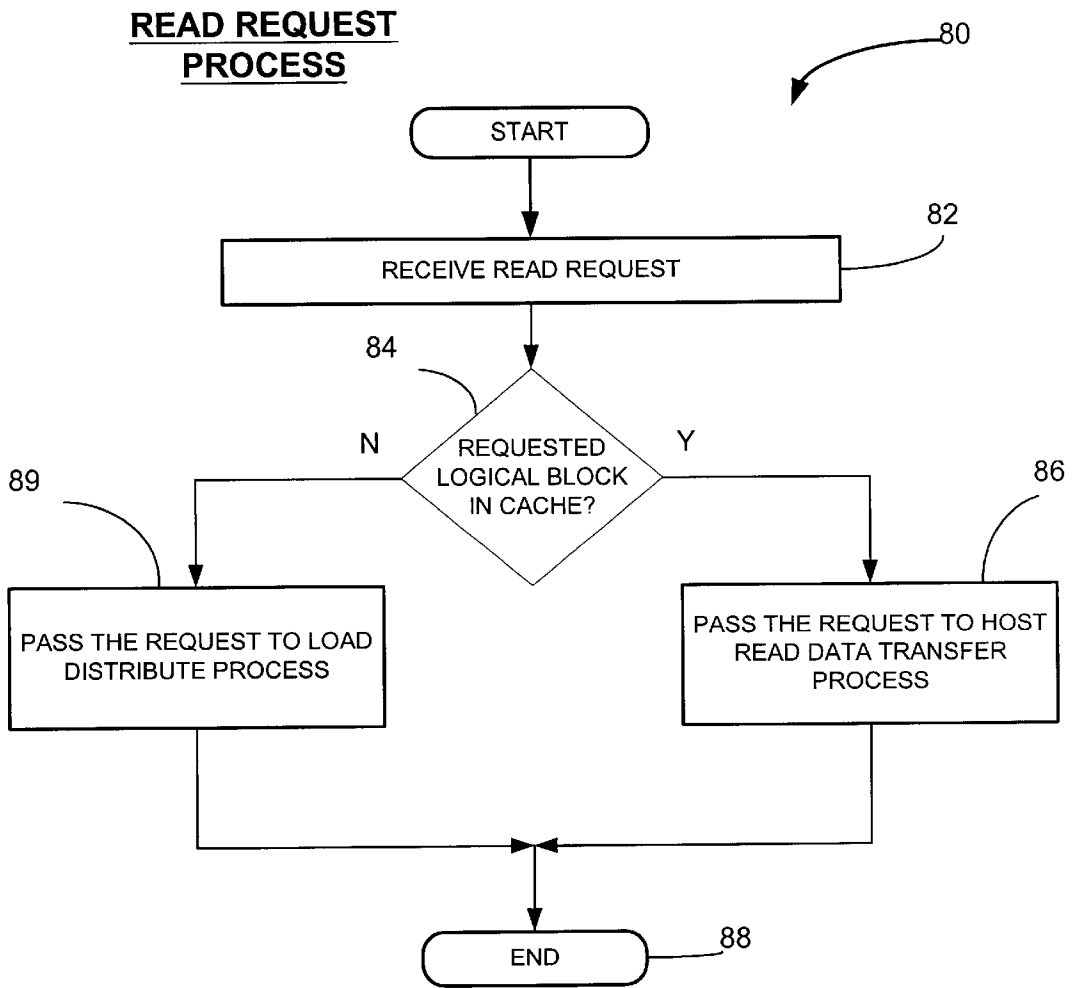 READ REQUEST
PROCESS
80
START
82
RECEIVE READ REQUEST
84
N
Y
REQUESTED
LOGICAL BLOCK
IN CACHE?
89
86
PASS THE REQUEST TO LOAD
DISTRIBUTE PROCESS
PASS THE REQUEST TO HOST
READ DATA TRANSFER
PROCESS
END
88